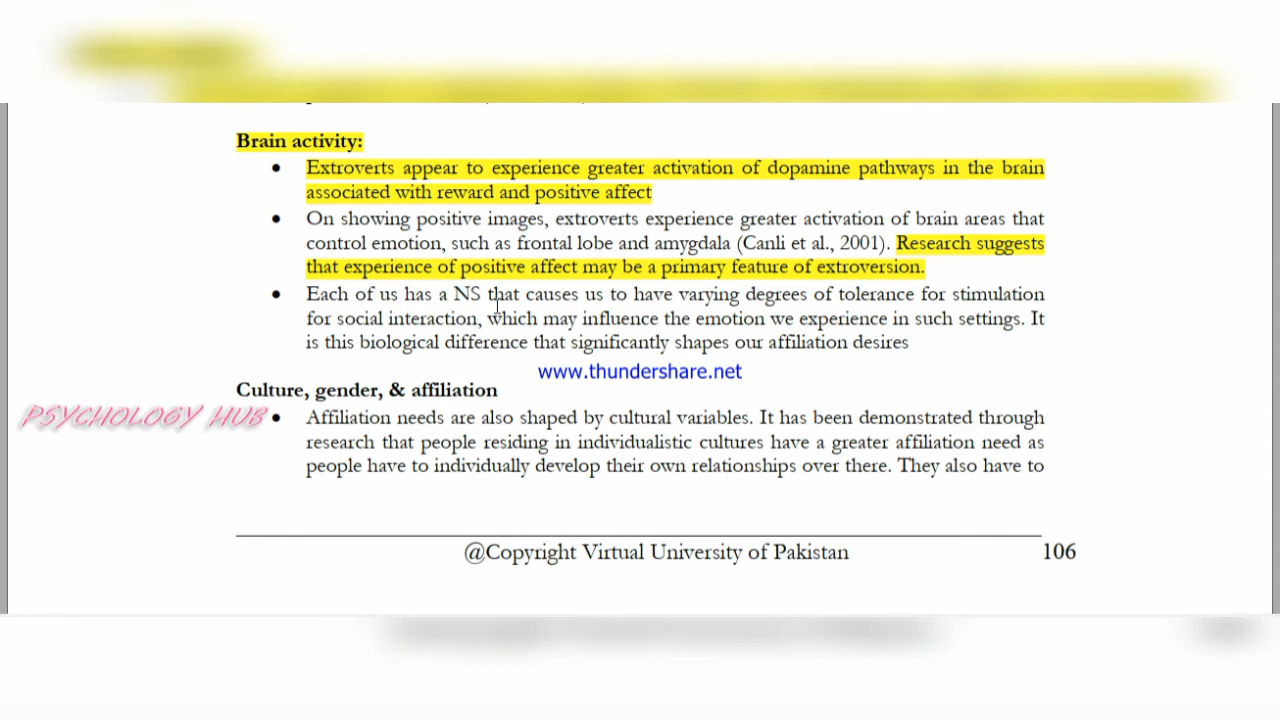 Brain activity:
• Extroverts appear to experience greater activation of dopamine pathways in the brain
associated with reward and positive affect
• On showing positive images, extroverts experience greater activation of brain areas that
control emotion, such as frontal lobe and amygdala (Canli et al., 2001). Research suggests
that experience of positive affect may be a primary feature of extroversion.
• Each of us has a NS that causes us to have varying degrees of tolerance for stimulation
for social interaction, which may influence the emotion we experience in such settings. It
is this biological difference that significantly shapes our affiliation desires
www.thundershare.net
Culture, gender, & affiliation
PSYCHOLOGY HUB
• Affiliation needs are also shaped by cultural variables. It has been demonstrated through
research that people residing in individualistic cultures have a greater affiliation need as
people have to individually develop their own relationships over there. They also have to
@Copyright Virtual University of Pakistan 106